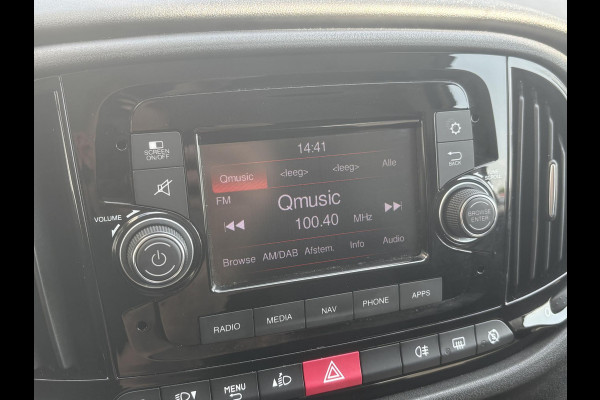 14:41
SCREEN ON/OFF
Qmusic <leeg> <leeg> Alle
FM
Qmusic
100.40 MHz
Browse AM/DAB Afstem. Info Audio
BACK
VOLUME
BROWSE ENTER
RADIO MEDIA NAV PHONE APPS
MENU